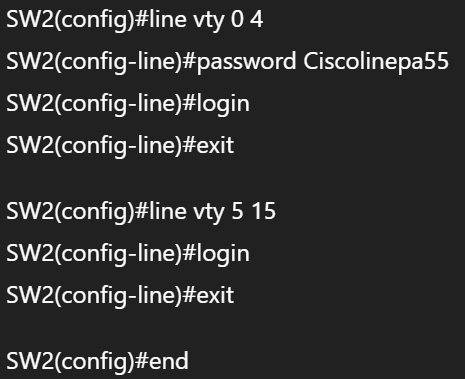 SW2(config)#line vty 0 4
SW2(config-line)#password Ciscolinepa55
SW2(config-line)#login
SW2(config-line)#exit
SW2(config)#line vty 5 15
SW2(config-line)#login
SW2(config-line)#exit
SW2(config)#end